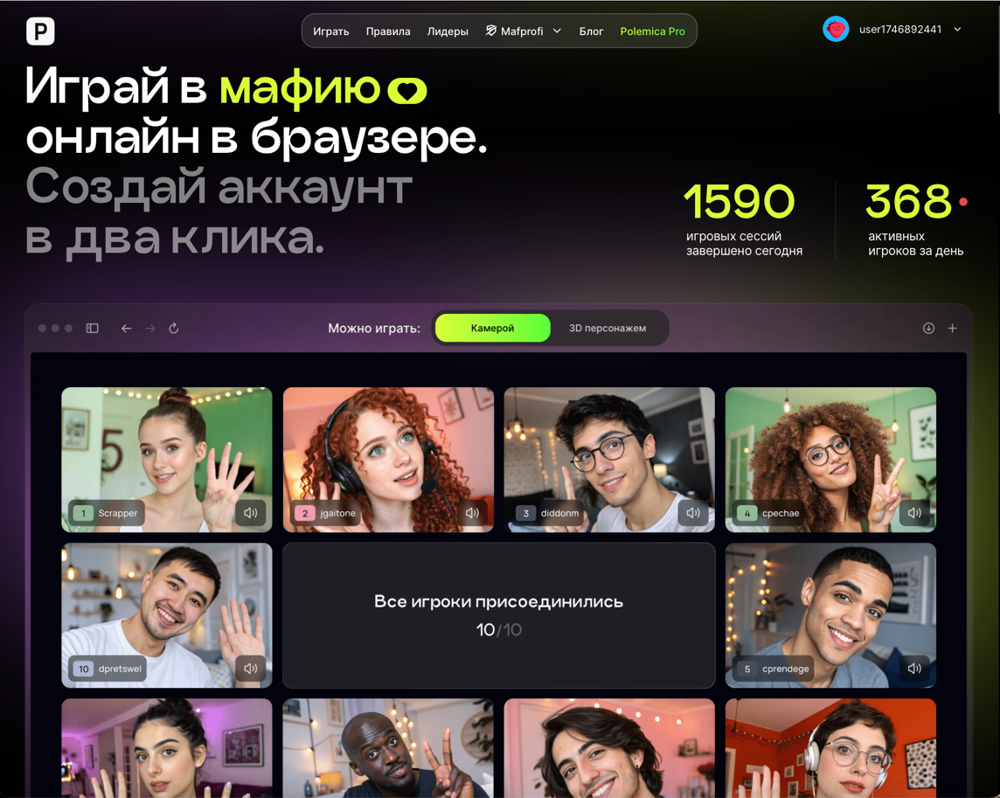 P
Играть Правила Лидеры Mafprofi Блог Polemica Pro
user1746892441
Играй в мафию
онлайн в браузере.
Создай аккаунт
в два клика.
1590
игровых сессий
завершено сегодня
368
активных
игроков за день
Можно играть: Камерой 3D персонажем
5
1 Scrapper
2 jgaitone
3 diddonm
4 cpechae
10 dpretswel
Все игроки присоединились
10/10
5 cprendege